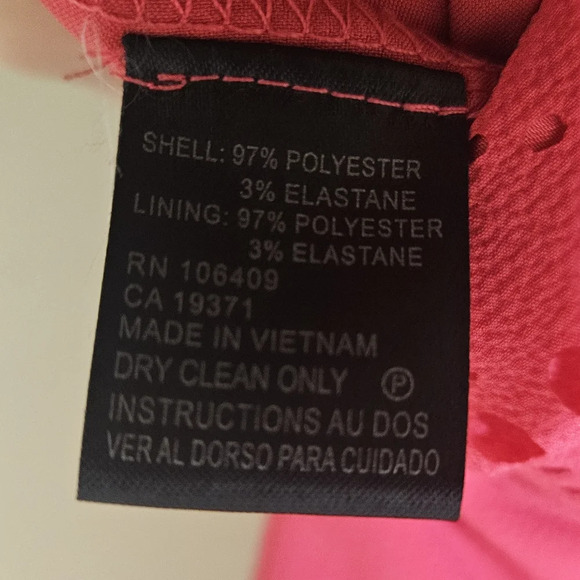 SHELL: 97% POLYESTER
3% ELASTANE
LINING: 97% POLYESTER
3% ELASTANE
RN 106409
CA 19371
MADE IN VIETNAM
DRY CLEAN ONLY Ⓟ
INSTRUCTIONS AU DOS
VER AL DORSO PARA CUIDADO